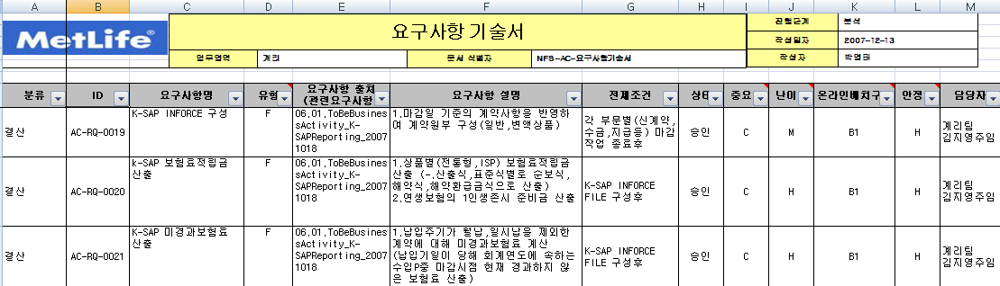 A B C D E F G H I J K L M
MetLife®
요구사항 기술서
진행단계 분석
작성일자 2007-12-13
업무영역 계리 문서 식별자 NFS-AC-요구사항기술서 작성자 박영태
분류 ID 요구사항명 유형 요구사항 출처 요구사항 설명 전제조건 상태 중요 난이 온라인배치구 안정 담당자
(관련요구사항
결산 AC-RQ-0019 K-SAP INFORCE 구성 F
06.01.ToBeBusines
sActivity_K-
SAPReporting_2007
1018
1.마감일 기준의 계약사항을 반영하
여 계약원부 구성(일반,변액상품)
각 부문별(신계약,
수금,지급등) 마감
작업 종료후
승인 C M B1 H
계리팀
김지영주임
결산 AC-RQ-0020
k-SAP 보험료적립금
산출
F
06.01.ToBeBusines
sActivity_K-
SAPReporting_2007
1018
1.상품별(전통형,ISP) 보험료적립금
산출 (-.산출식,표준식별로 순보식,
해약식,해약환급금식으로 산출)
2.연생보험의 1인생존시 준비금 산출
K-SAP INFORCE
FILE 구성후
승인 C H B1 H
계리팀
김지영주임
결산 AC-RQ-0021
K-SAP 미경과보험료
산출
F
06.01.ToBeBusines
sActivity_K-
SAPReporting_2007
1018
1.납입주기가 월납,일시납을 제외한
계약에 대해 미경과보험료 계산
(납입기일이 당해 회계연도에 속하는
수입P중 마감시점 현재 경과하지 않
은 보험료 산출)
K-SAP INFORCE
FILE 구성후
승인 C H B1 H
계리팀
김지영주임